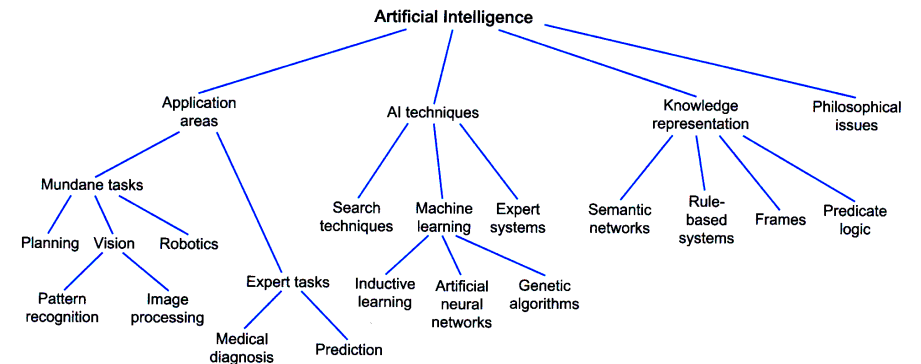 Artificial Intelligence
Application
areas
AI techniques
Knowledge
representation
Philosophical
issues
Mundane tasks
Planning
Vision
Robotics
Pattern
recognition
Image
processing
Expert tasks
Medical
diagnosis
Prediction
Search
techniques
Machine
learning
Expert
systems
Inductive
learning
Artificial
neural
networks
Genetic
algorithms
Semantic
networks
Rule-
based
systems
Frames
Predicate
logic